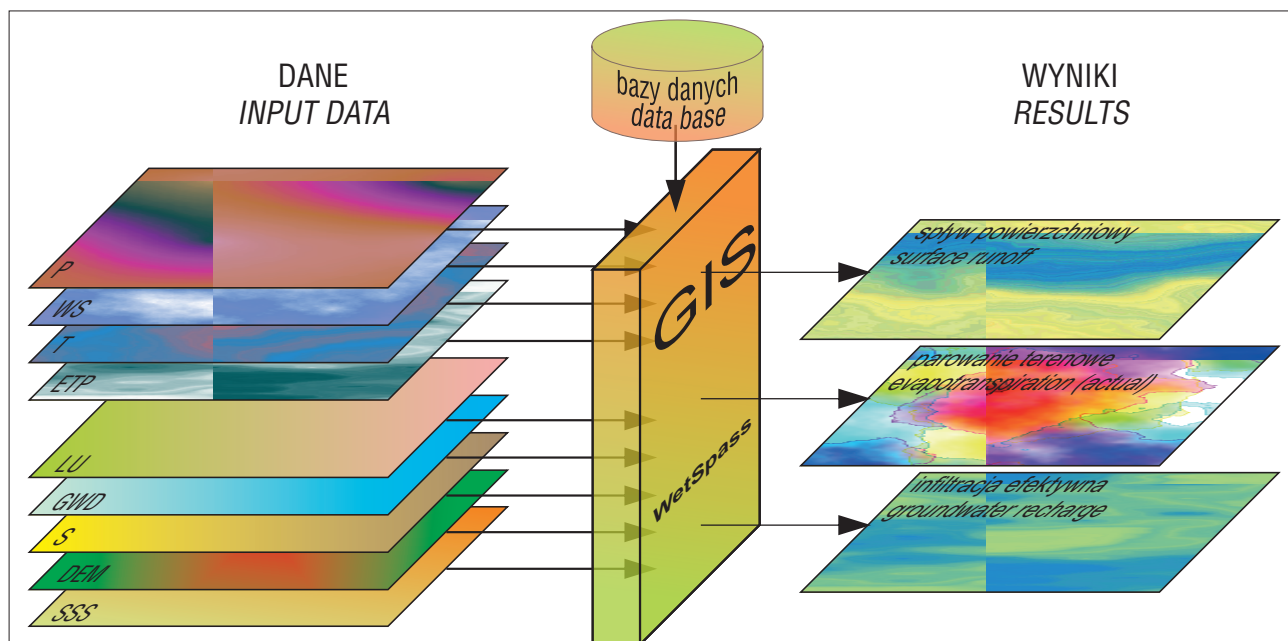 DANE
INPUT DATA
bazy danych
data base
WYNIKI
RESULTS
P
WS
T
ETP
LU
GWD
S
DEM
SSS
GIS
WetSpass
spływ powierzchniowy
surface runoff
parowanie terenowe
evapotranspiration (actual)
infiltracja efektywna
groundwater recharge